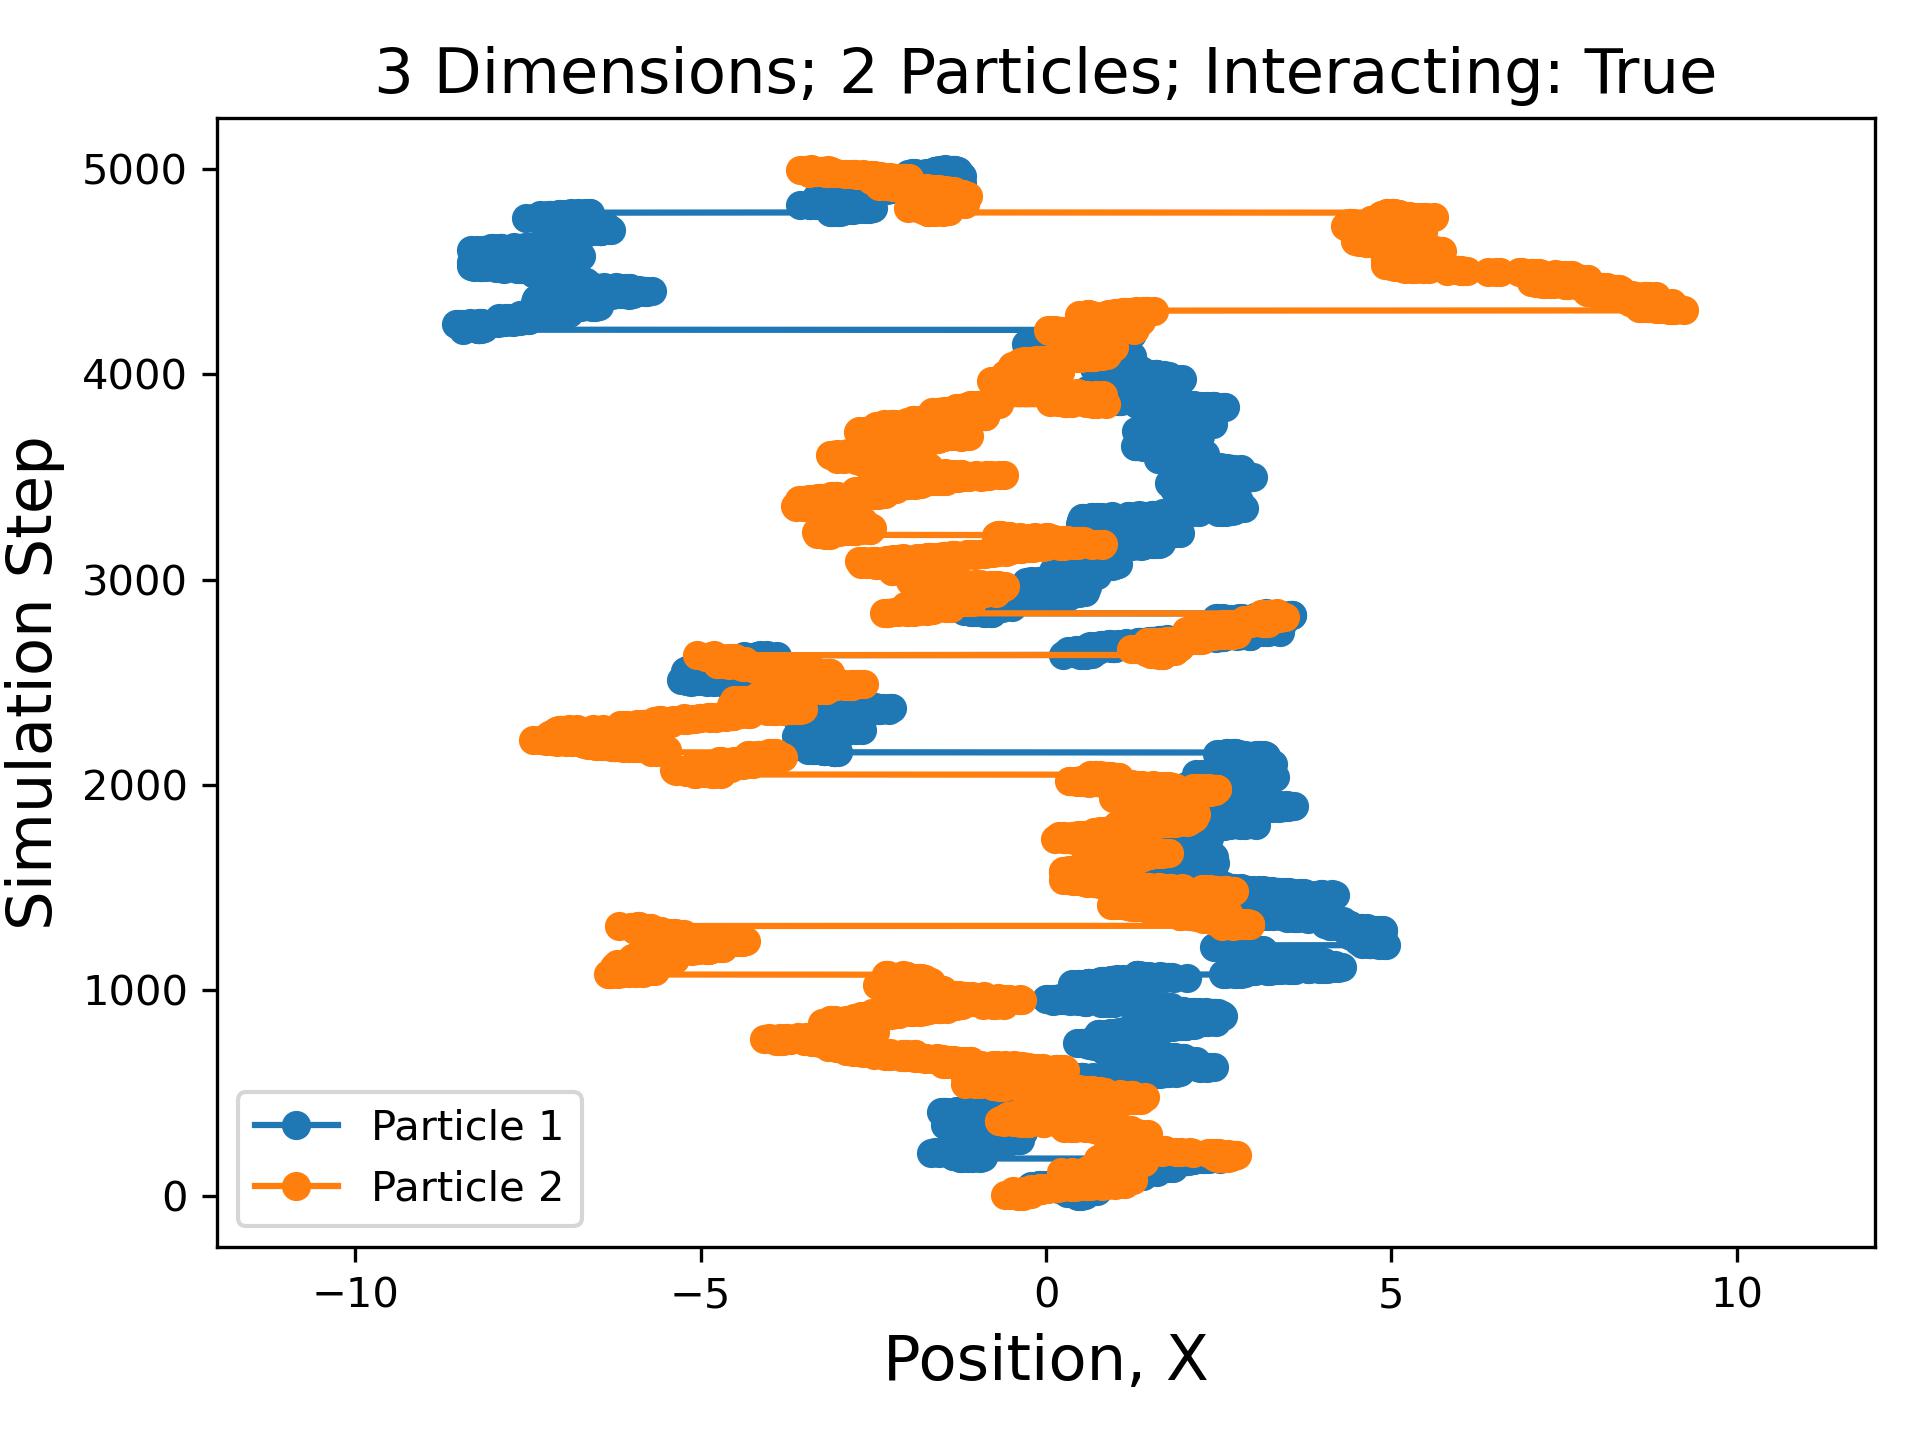 3 Dimensions; 2 Particles; Interacting: True
Simulation Step
5000
4000
3000
2000
1000
0
Particle 1
Particle 2
−10
−5
0
5
10
Position, X